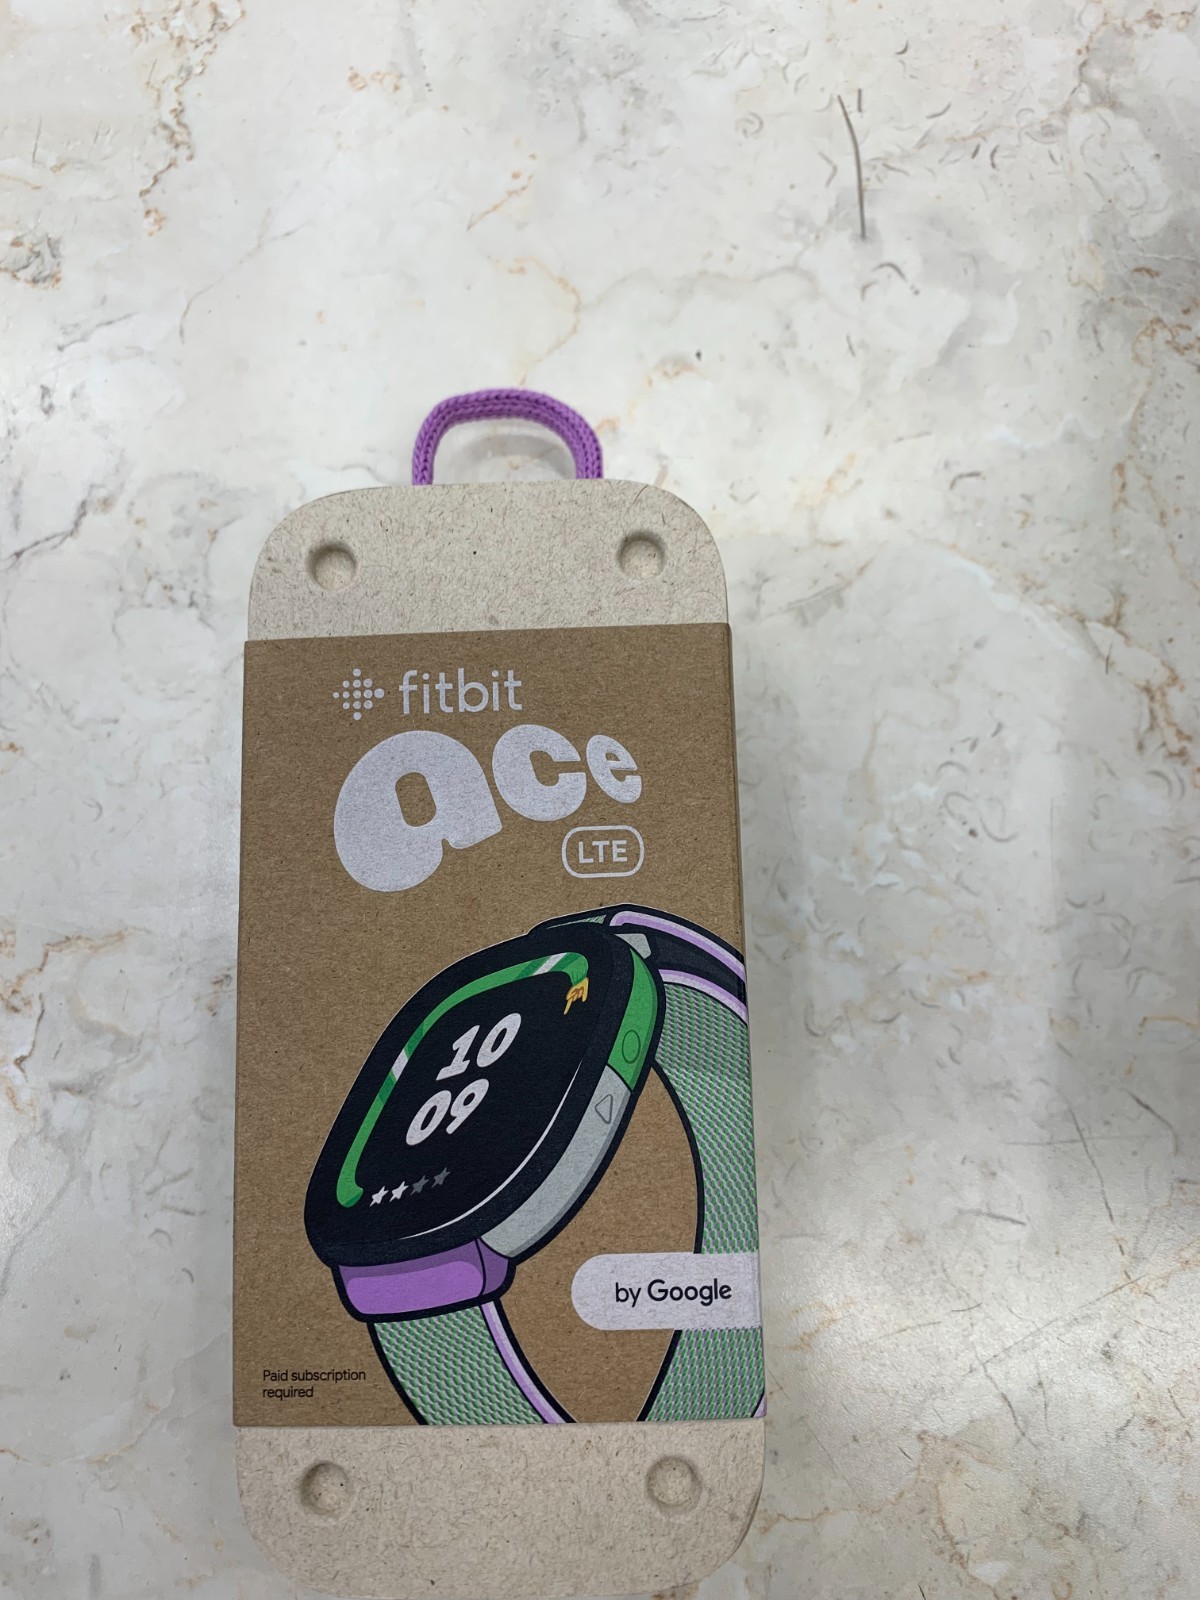 fitbit
ace
LTE
10
09
by Google
Paid subscription
required